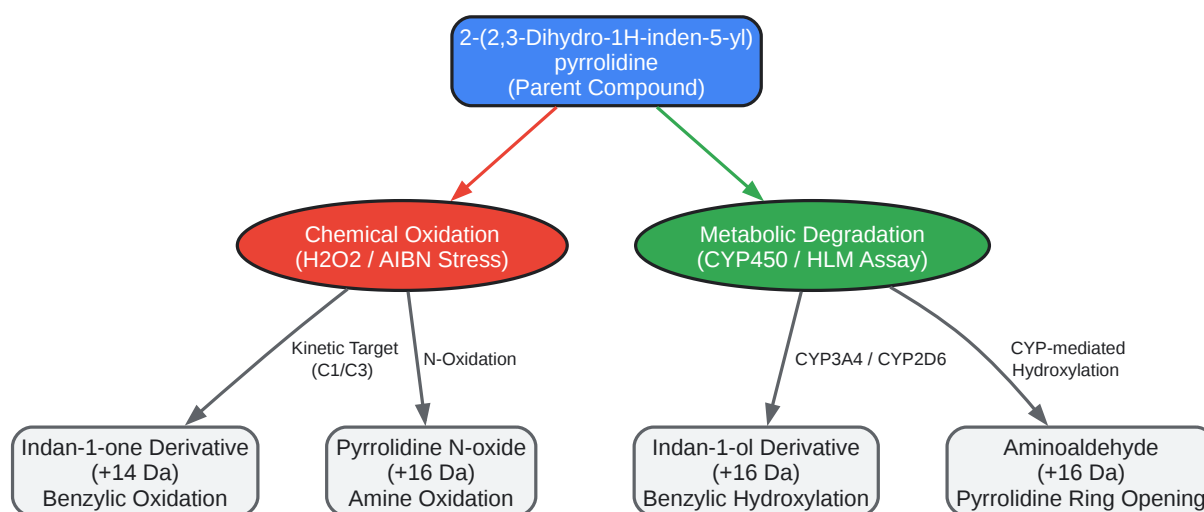 2-(2,3-Dihydro-1H-inden-5-yl)
pyrrolidine
(Parent Compound)
Chemical Oxidation
(H2O2 / AIBN Stress)
Metabolic Degradation
(CYP450 / HLM Assay)
Kinetic Target
(C1/C3)
N-Oxidation
CYP3A4 / CYP2D6
CYP-mediated
Hydroxylation
Indan-1-one Derivative
(+14 Da)
Benzylic Oxidation
Pyrrolidine N-oxide
(+16 Da)
Amine Oxidation
Indan-1-ol Derivative
(+16 Da)
Benzylic Hydroxylation
Aminoaldehyde
(+16 Da)
Pyrrolidine Ring Opening